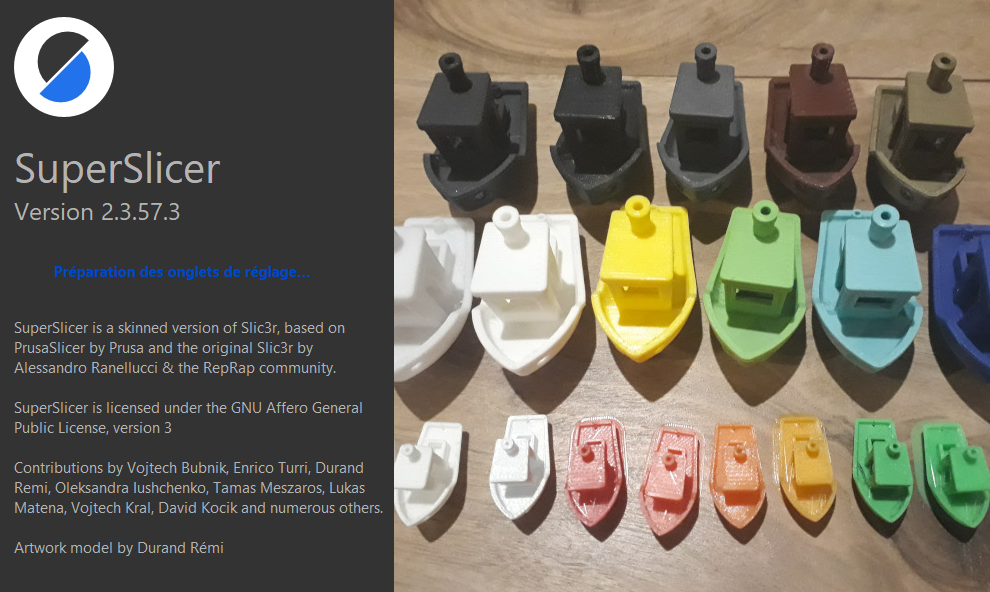 SuperSlicer
Version 2.3.57.3
Préparation des onglets de réglage...
SuperSlicer is a skinned version of Slic3r, based on
PrusaSlicer by Prusa and the original Slic3r by
Alessandro Ranellucci & the RepRap community.
SuperSlicer is licensed under the GNU Affero General
Public License, version 3
Contributions by Vojtech Bubnik, Enrico Turri, Durand
Remi, Oleksandra Iushchenko, Tamas Meszaros, Lukas
Matena, Vojtech Kral, David Kocik and numerous others.
Artwork model by Durand Rémi